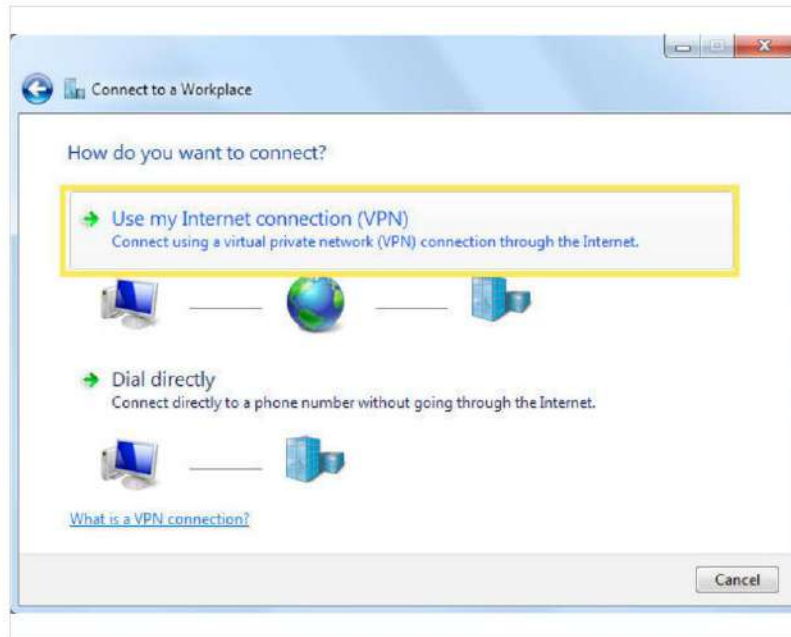 Connect to a Workplace
How do you want to connect?
Use my Internet connection (VPN)
Connect using a virtual private network (VPN) connection through the Internet.
Dial directly
Connect directly to a phone number without going through the Internet.
What is a VPN connection?
Cancel